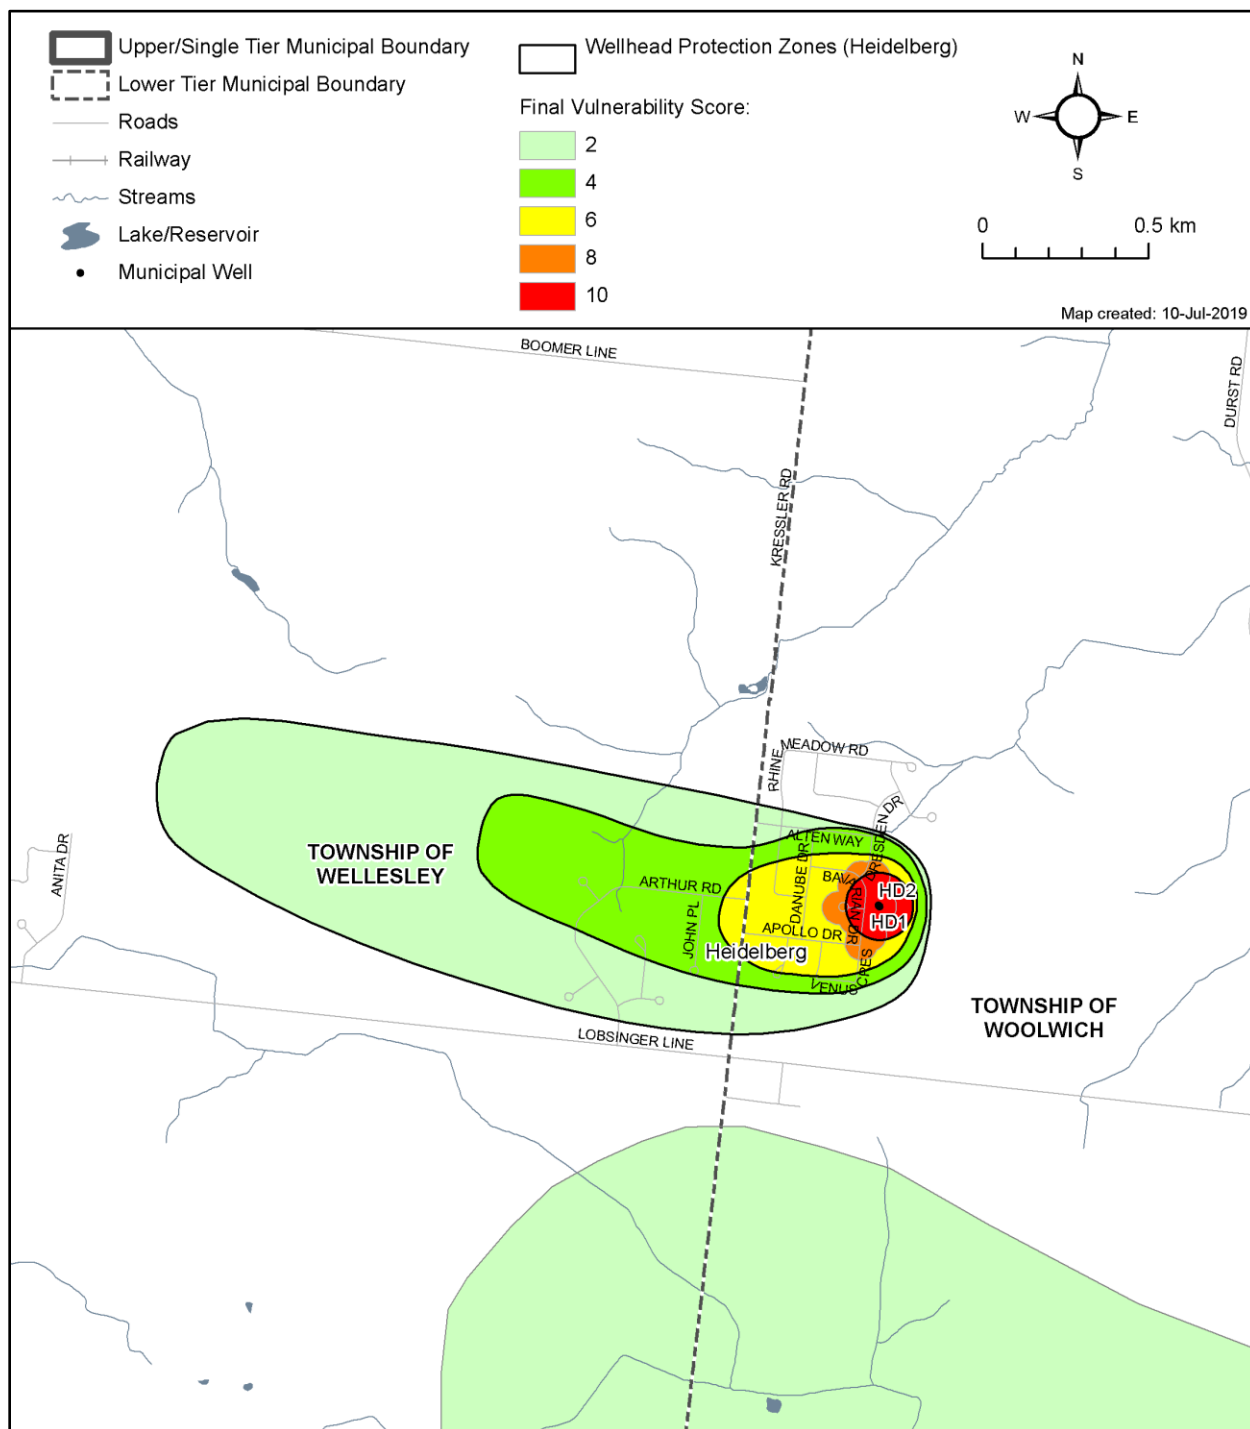 Upper/Single Tier Municipal Boundary
Lower Tier Municipal Boundary
Roads
Railway
Streams
Lake/Reservoir
Municipal Well
Wellhead Protection Zones (Heidelberg)
Final Vulnerability Score:
2
4
6
8
10
N
W E
S
0 0.5 km
Map created: 10-Jul-2019
BOOMER LINE
DURST RD
KRESSLER RD
MEADOW RD
RHINE
DRESDEN DR
ALTEN WAY
ANITA DR
TOWNSHIP OF
WELLESLEY
ARTHUR RD
DANUBE DR
BAVARIAN DR
HD2
HD1
JOHN PL
APOLLO DR
Heidelberg
VENUS CRES
TOWNSHIP OF
WOOLWICH
LOBSINGER LINE